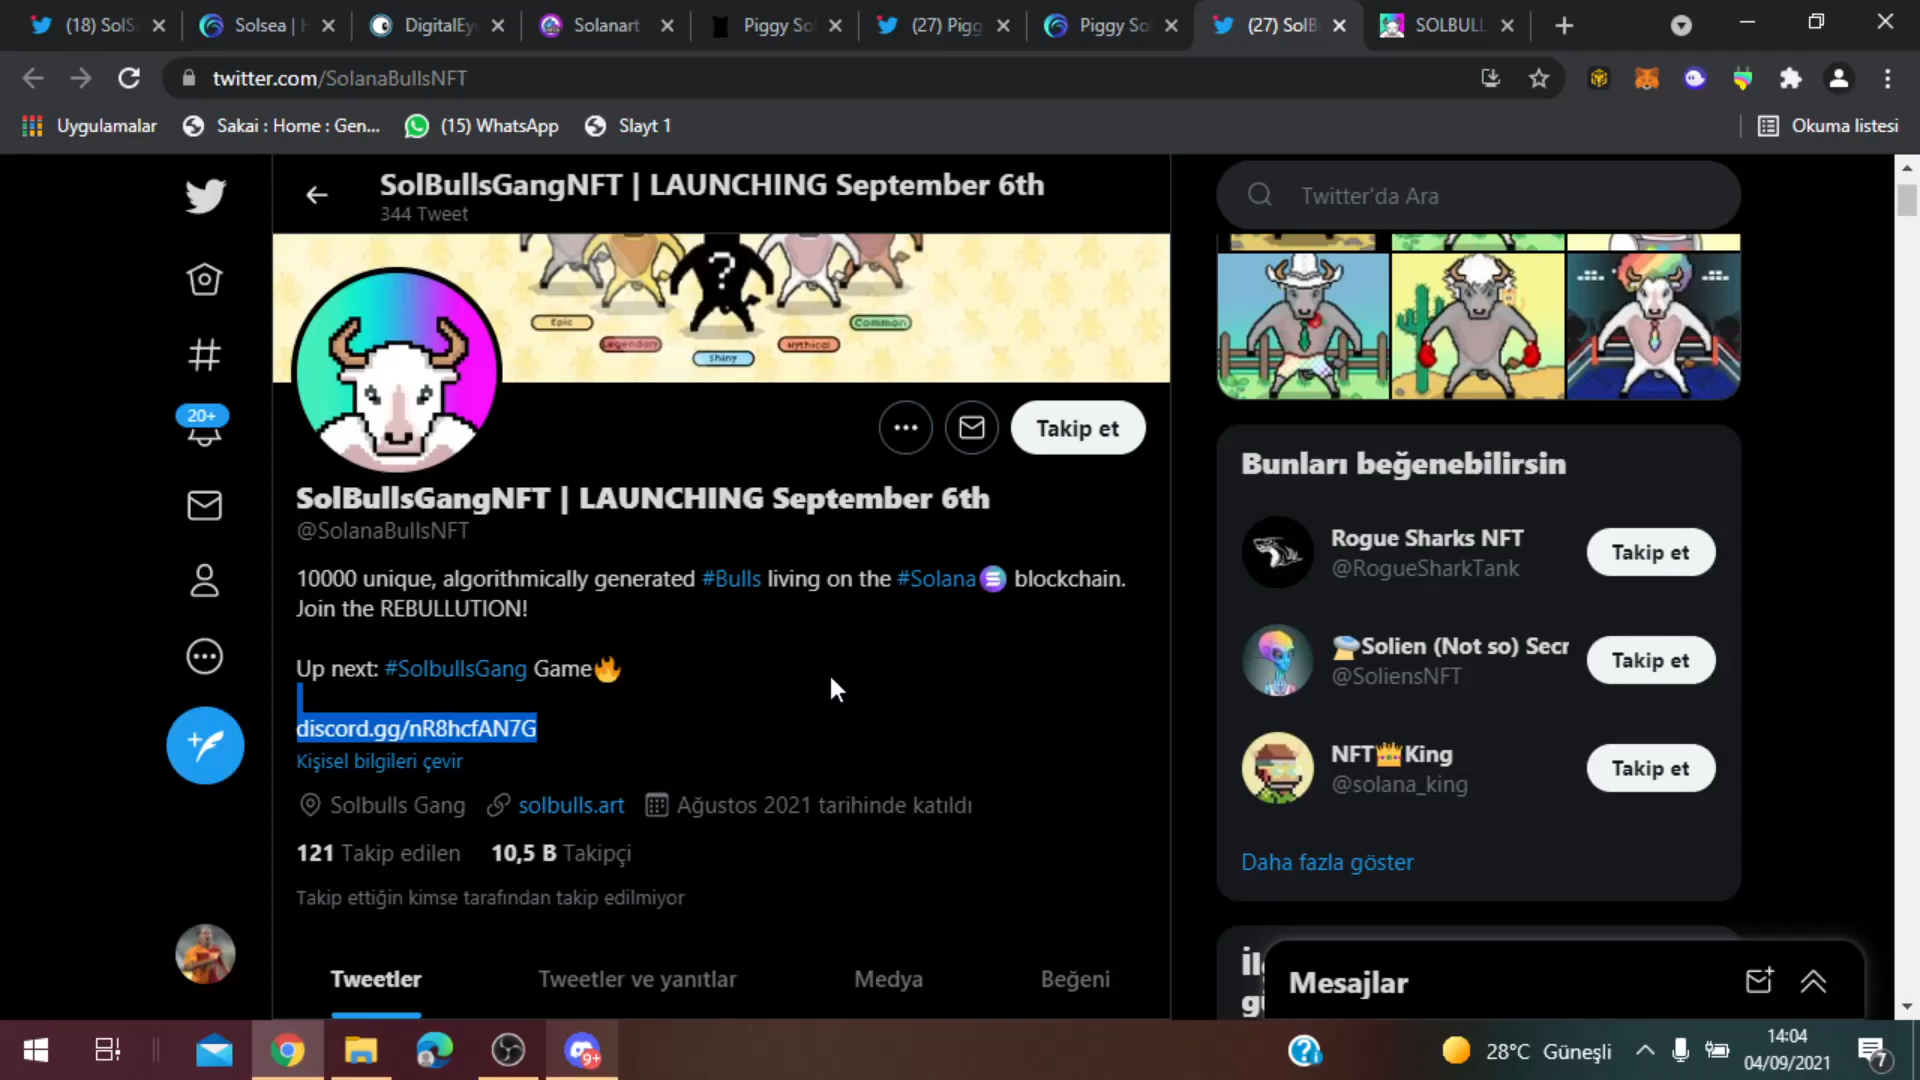 (18) SolS
Solsea | H
DigitalEy
Solanart
Piggy So
(27) Pigg
Piggy So
(27) SolB
SOLBULL
twitter.com/SolanaBullsNFT
Uygulamalar
Sakai : Home : Gen...
(15) WhatsApp
Slayt 1
Okuma listesi
SolBullsGangNFT | LAUNCHING September 6th
344 Tweet
Twitter'da Ara
?
Epic
Legendary
Shiny
Mythical
Common
20+
Takip et
SolBullsGangNFT | LAUNCHING September 6th
@SolanaBullsNFT
10000 unique, algorithmically generated #Bulls living on the #Solana blockchain.
Join the REBULLUTION!
Up next: #SolbullsGang Game🔥
discord.gg/nR8hcfAN7G
Kişisel bilgileri çevir
Solbulls Gang
solbulls.art
Ağustos 2021 tarihinde katıldı
121 Takip edilen
10,5 B Takipçi
Takip ettiğin kimse tarafından takip edilmiyor
Tweetler
Tweetler ve yanıtlar
Medya
Beğeni
Bunları beğenebilirsin
Rogue Sharks NFT
@RogueSharkTank
Takip et
Solien (Not so) Secr
@SoliensNFT
Takip et
NFT👑King
@solana_king
Takip et
Daha fazla göster
Mesajlar
9+
28°C Güneşli
14:04
04/09/2021
7